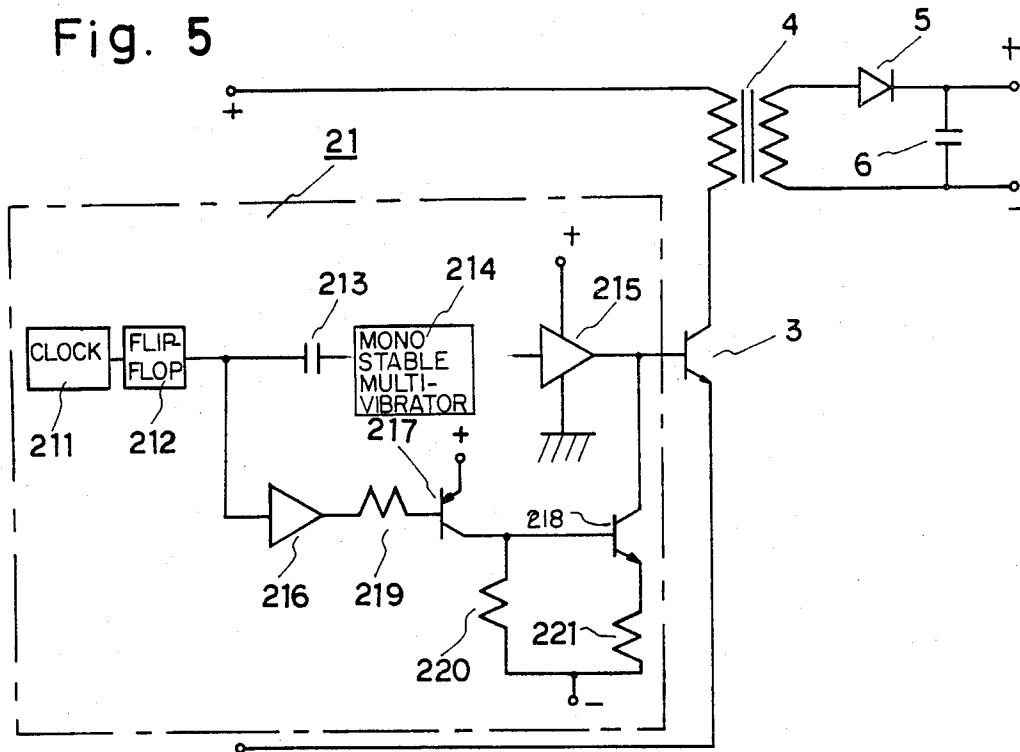 Fig. 5
4
5
+
+
6
-
21
+
213
214
215
CLOCK
FLIP-
FLOP
MONO
STABLE
MULTI-
VIBRATOR
3
211
212
217
+
218
216
219
220
221
-